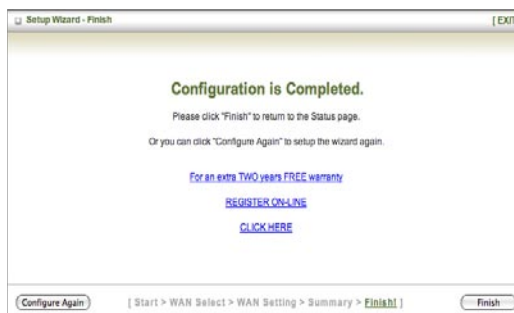 Setup Wizard - Finish [ EXIT
Configuration is Completed.
Please click "Finish" to return to the Status page.
Or you can click "Configure Again" to setup the wizard again.
For an extra TWO years FREE warranty
REGISTER ON-LINE
CLICK HERE
Configure Again [ Start > WAN Select > WAN Setting > Summary > Finish! ] Finish